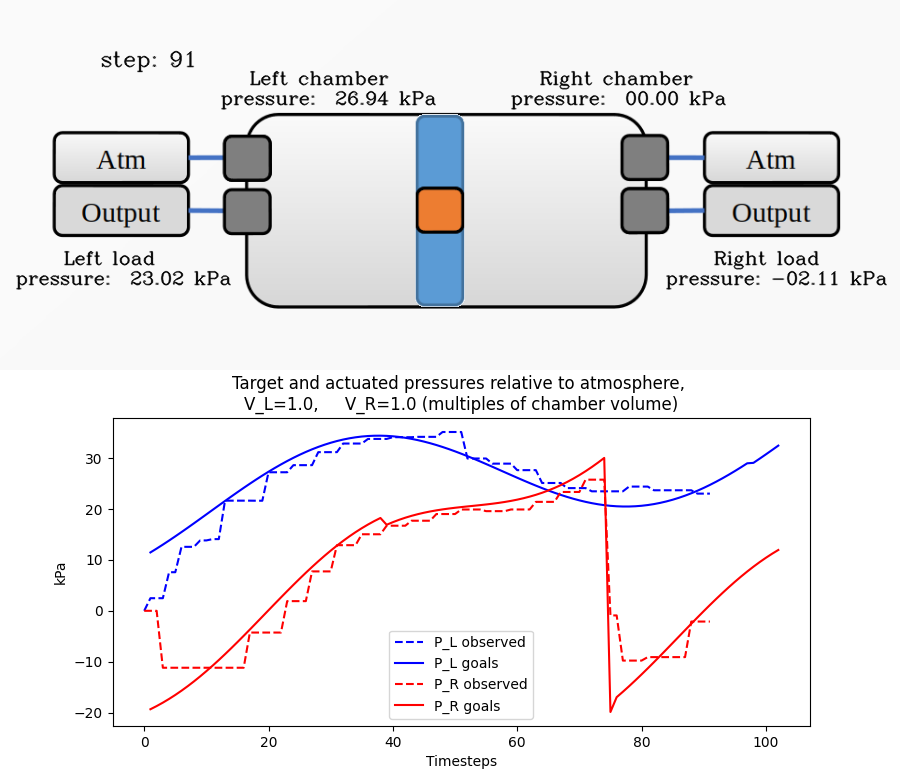 step: 91
Left chamber
pressure: 26.94 kPa
Right chamber
pressure: 00.00 kPa
Atm
Output
Atm
Output
Left load
pressure: 23.02 kPa
Right load
pressure: −02.11 kPa
Target and actuated pressures relative to atmosphere,
V_L=1.0, V_R=1.0 (multiples of chamber volume)
kPa
30
20
10
0
−10
−20
P_L observed
P_L goals
P_R observed
P_R goals
0 20 40 60 80 100
Timesteps